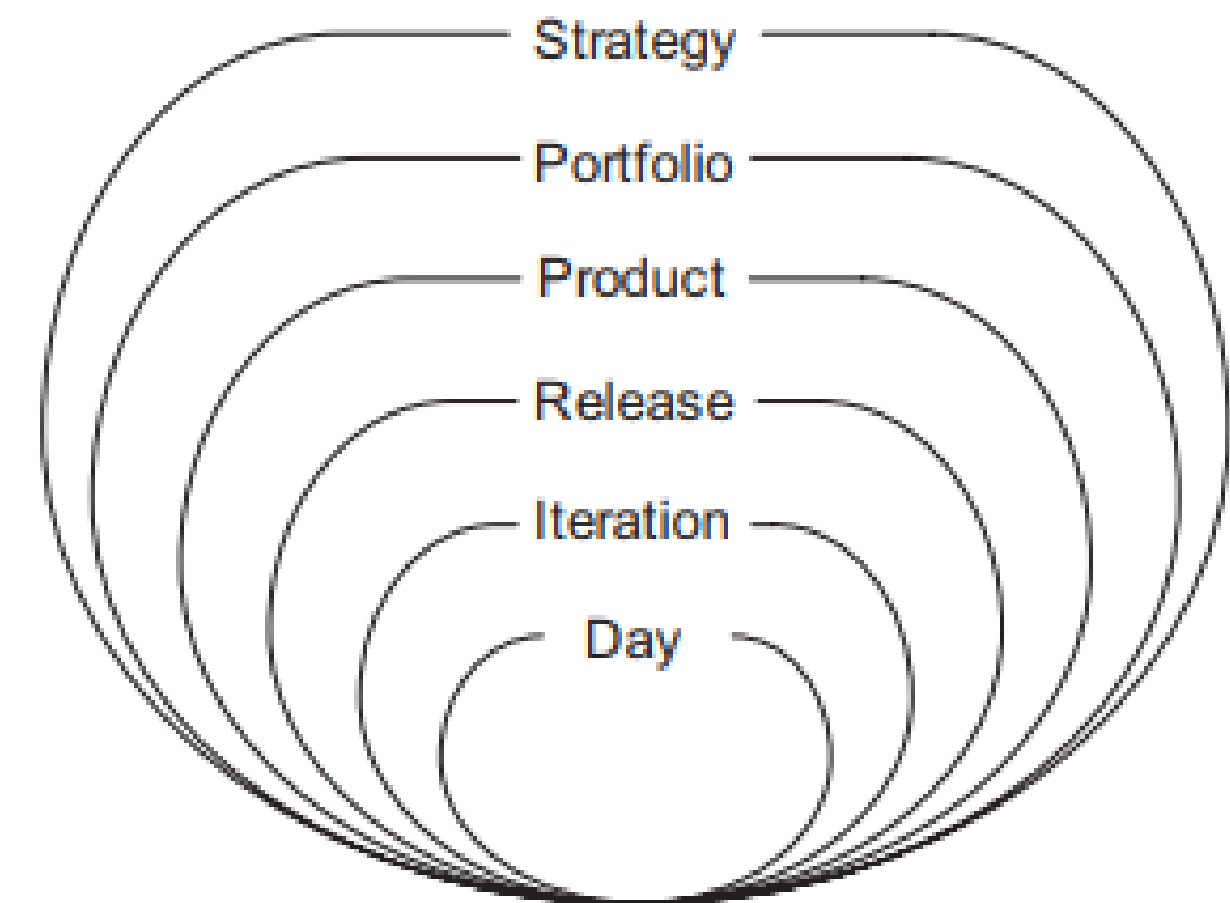 Strategy
Portfolio
Product
Release
Iteration
Day